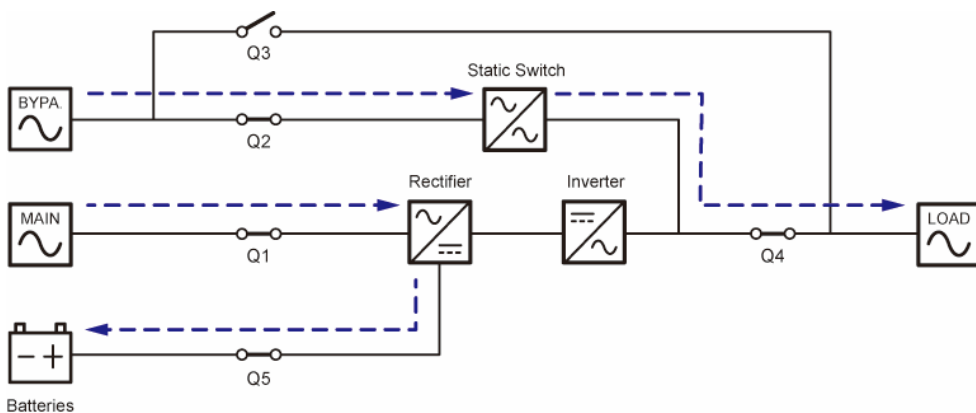 Q3
Static Switch
BYPA.
Q2
Rectifier
Inverter
MAIN
LOAD
Q1
Q4
Q5
Batteries